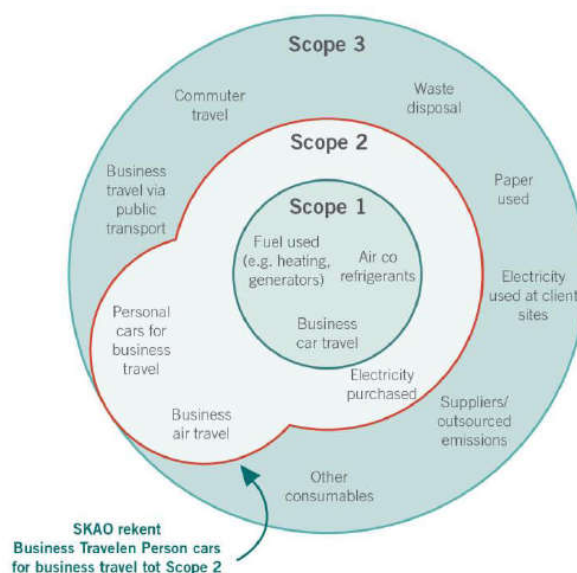 Scope 3
Commuter
travel
Waste
disposal
Scope 2
Business
travel via
public
transport
Paper
used
Scope 1
Fuel used
(e.g. heating,
generators)
Air co
refrigerants
Electricity
used at client
sites
Personal
cars for
business
travel
Business
car travel
Electricity
purchased
Business
air travel
Suppliers/
outsourced
emissions
Other
consumables
SKAO rekent
Business Travelen Person cars
for business travel tot Scope 2